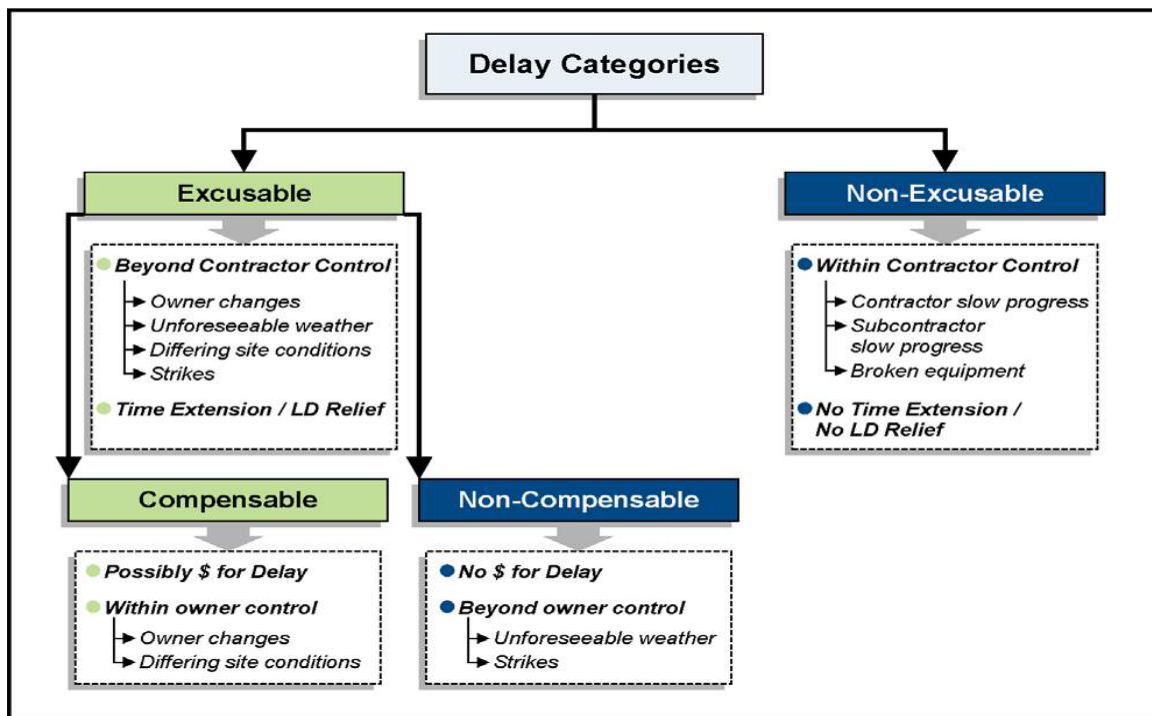 Delay Categories
Excusable
Beyond Contractor Control
Owner changes
Unforeseeable weather
Differing site conditions
Strikes
Time Extension / LD Relief
Non-Excusable
Within Contractor Control
Contractor slow progress
Subcontractor
slow progress
Broken equipment
No Time Extension /
No LD Relief
Compensable
Possibly $ for Delay
Within owner control
Owner changes
Differing site conditions
Non-Compensable
No $ for Delay
Beyond owner control
Unforeseeable weather
Strikes